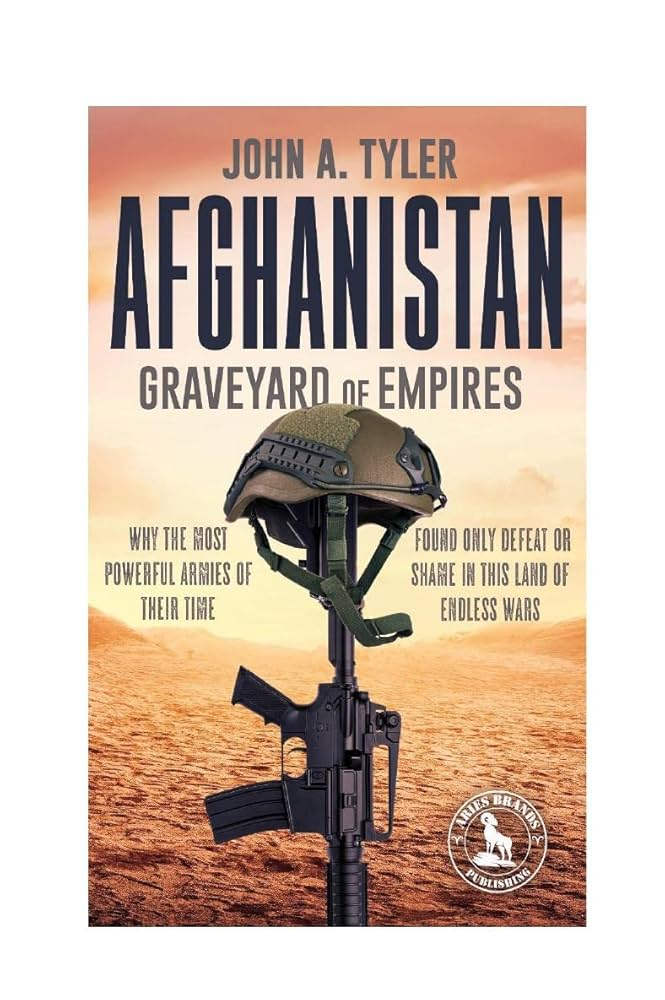 JOHN A. TYLER
AFGHANISTAN
GRAVEYARD OF EMPIRES
WHY THE MOST
POWERFUL ARMIES OF
THEIR TIME
FOUND ONLY DEFEAT OR
SHAME IN THIS LAND OF
ENDLESS WARS
ARIES BRANDS
PUBLISHING